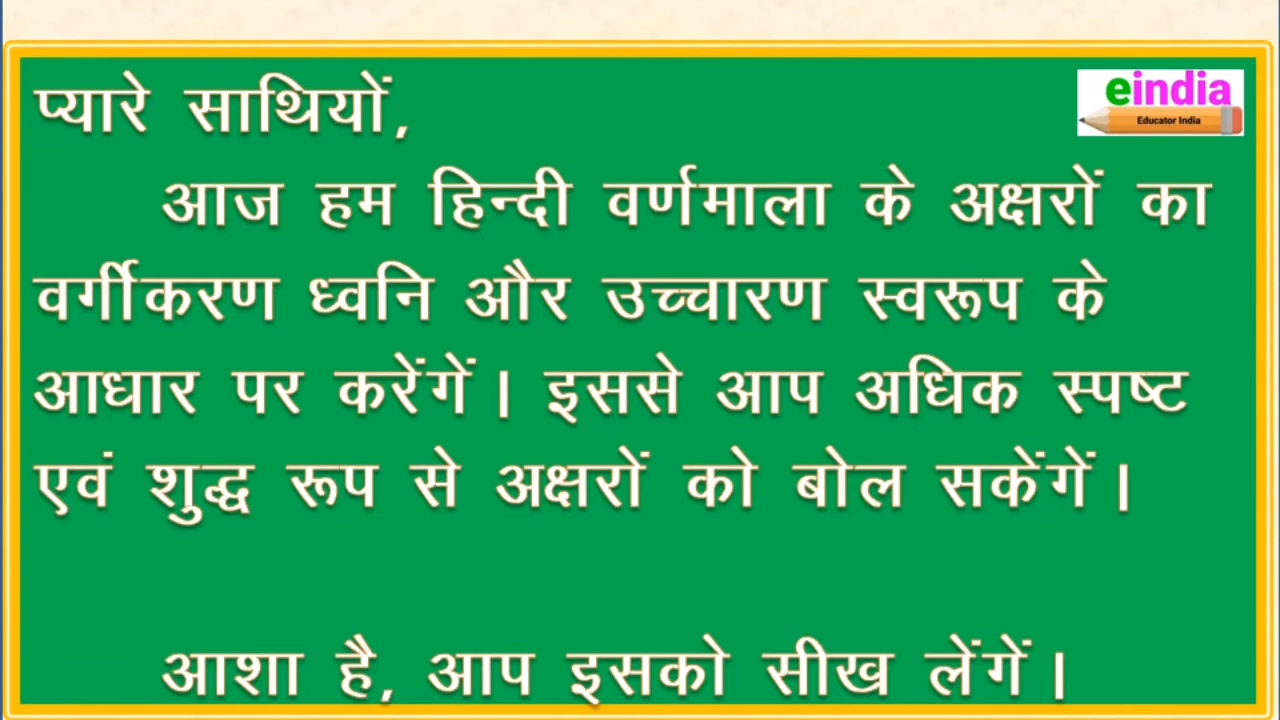 प्यारे साथियों,
eindia
Educator India
आज हम हिन्दी वर्णमाला के अक्षरों का
वर्गीकरण ध्वनि और उच्चारण स्वरूप के
आधार पर करेंगें। इससे आप अधिक स्पष्ट
एवं शुद्ध रूप से अक्षरों को बोल सकेंगें।
आशा है, आप इसको सीख लेंगें।